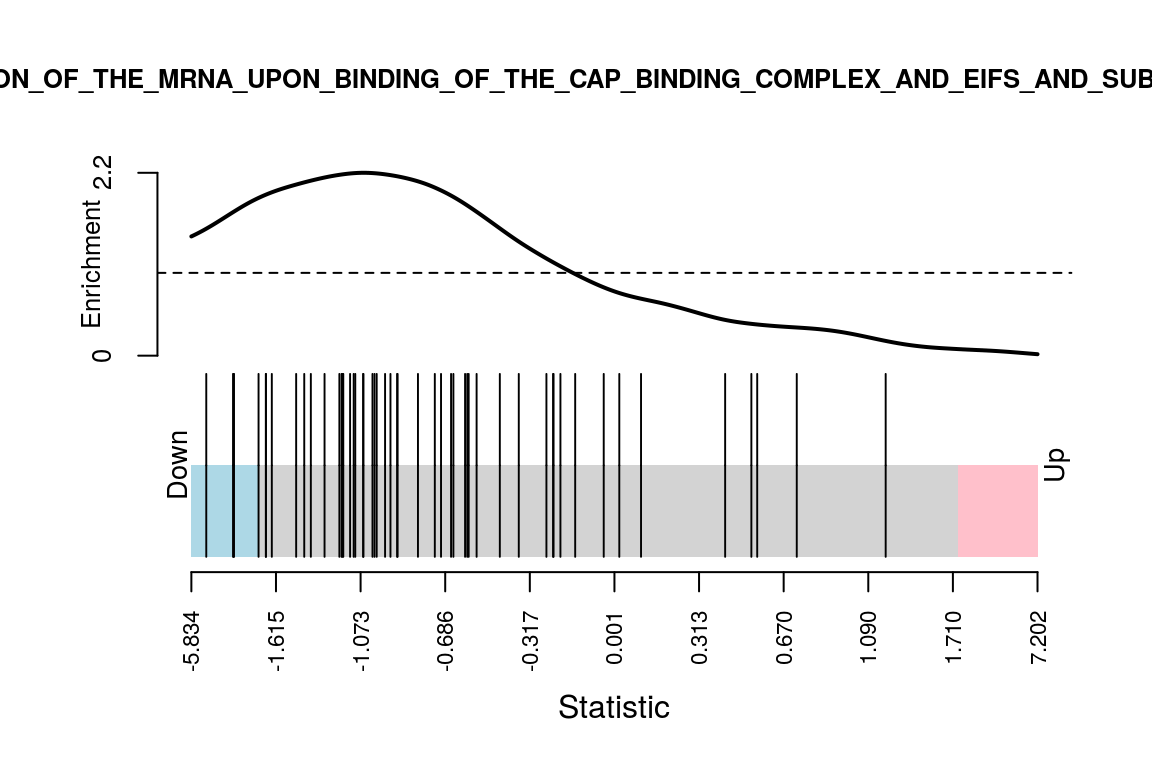 ON_OF_THE_MRNA_UPON_BINDING_OF_THE_CAP_BINDING_COMPLEX_AND_EIFS_AND_SUB
Enrichment
2.2
0
Down
Up
-5.834 -1.615 -1.073 -0.686 -0.317 0.001 0.313 0.670 1.090 1.710 7.202
Statistic